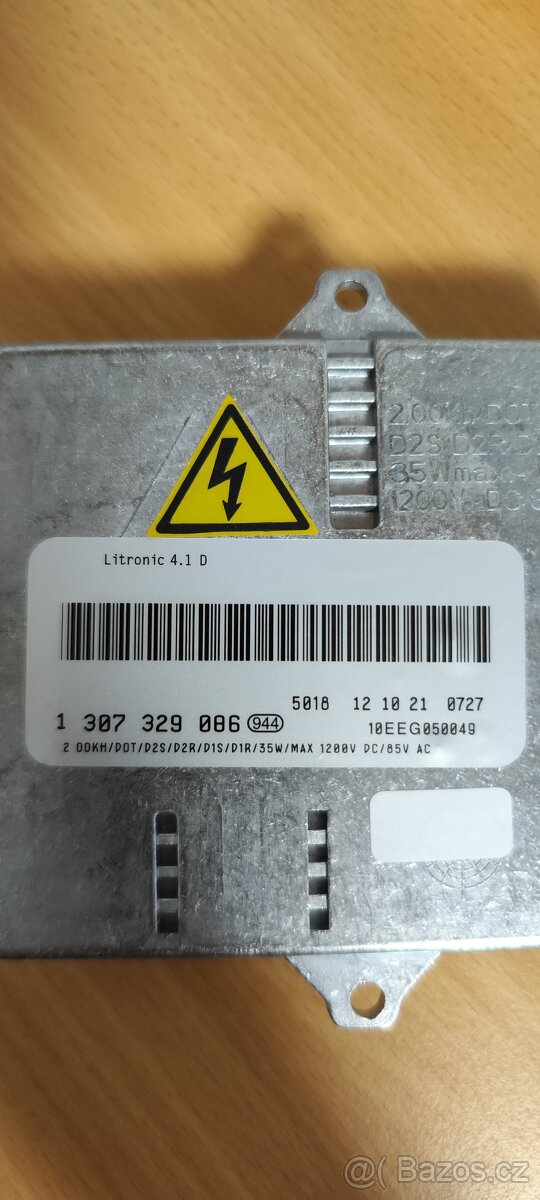 2.00KH/DOT
D2S/D2R/D
35Wmax
1200V DC/8
Litronic 4.1 D
5018 12 10 21 0727
1 307 329 086 944 10EEG050049
2 00KH/DOT/D2S/D2R/D1S/D1R/35W/MAX 1200V DC/85V AC
@( Bazos.cz